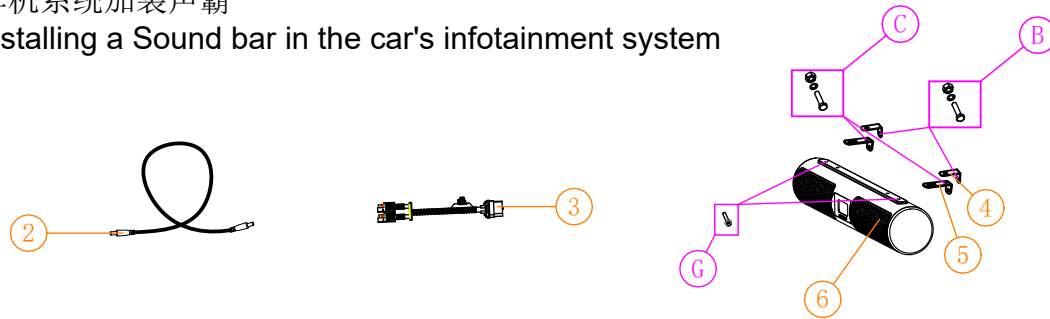 机系统加装声霸
stalling a Sound bar in the car's infotainment system
C
B
2
3
4
5
G
6